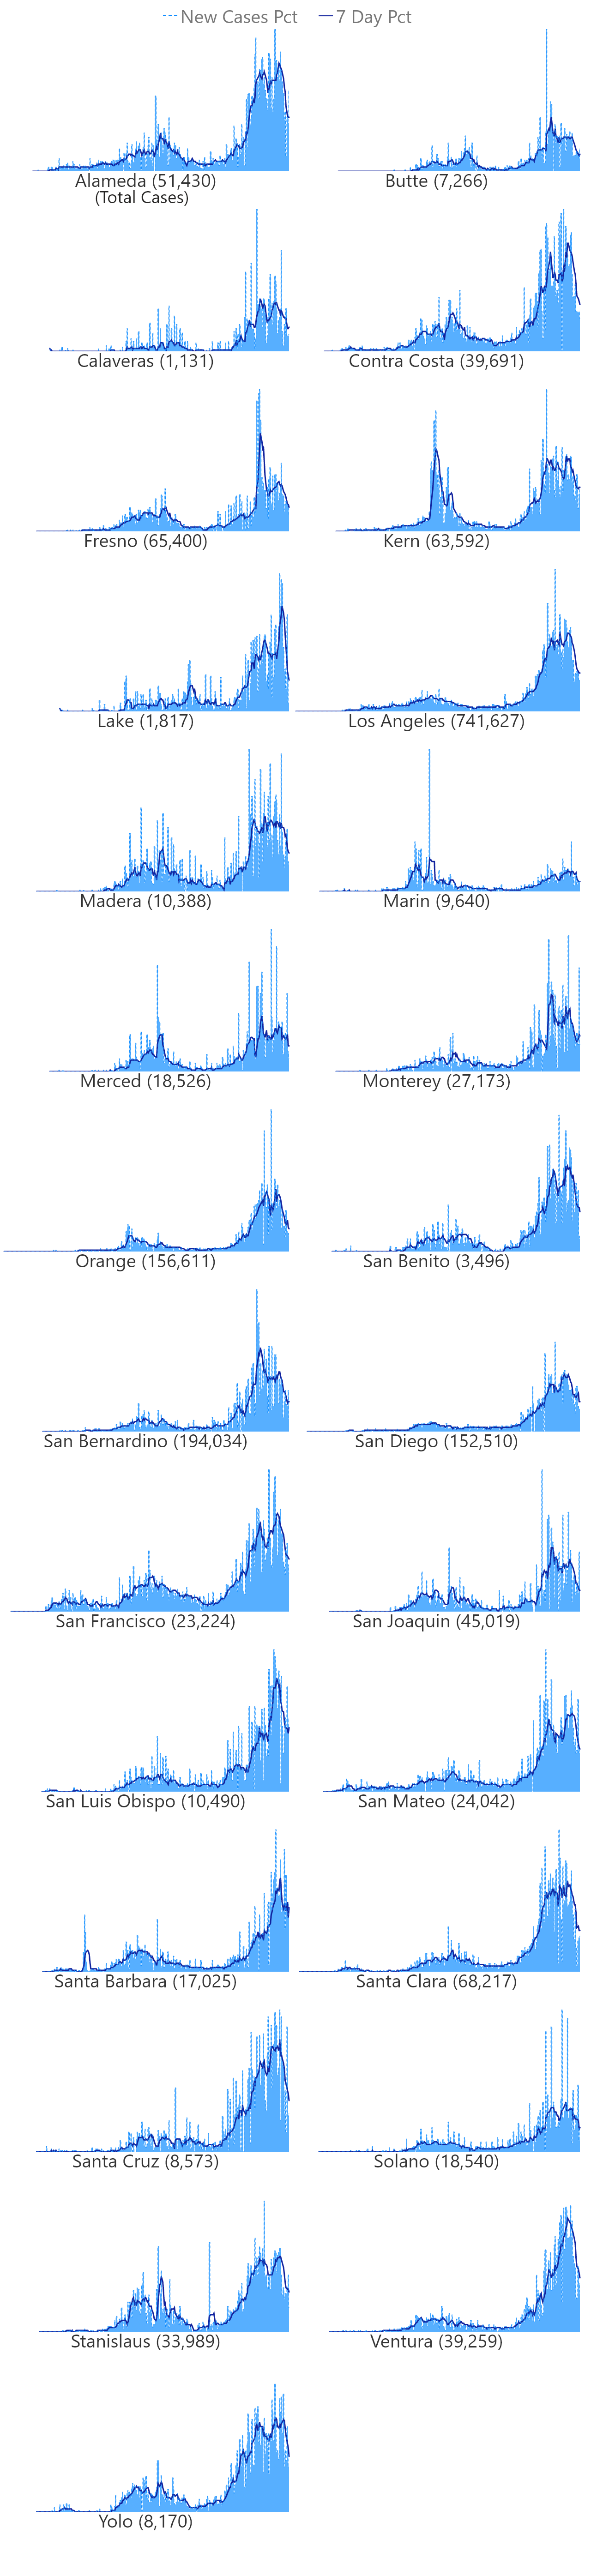 New Cases Pct 7 Day Pct
Alameda (51,430)
(Total Cases)
Butte (7,266)
Calaveras (1,131)
Contra Costa (39,691)
Fresno (65,400)
Kern (63,592)
Lake (1,817)
Los Angeles (741,627)
Madera (10,388)
Marin (9,640)
Merced (18,526)
Monterey (27,173)
Orange (156,611)
San Benito (3,496)
San Bernardino (194,034)
San Diego (152,510)
San Francisco (23,224)
San Joaquin (45,019)
San Luis Obispo (10,490)
San Mateo (24,042)
Santa Barbara (17,025)
Santa Clara (68,217)
Santa Cruz (8,573)
Solano (18,540)
Stanislaus (33,989)
Ventura (39,259)
Yolo (8,170)